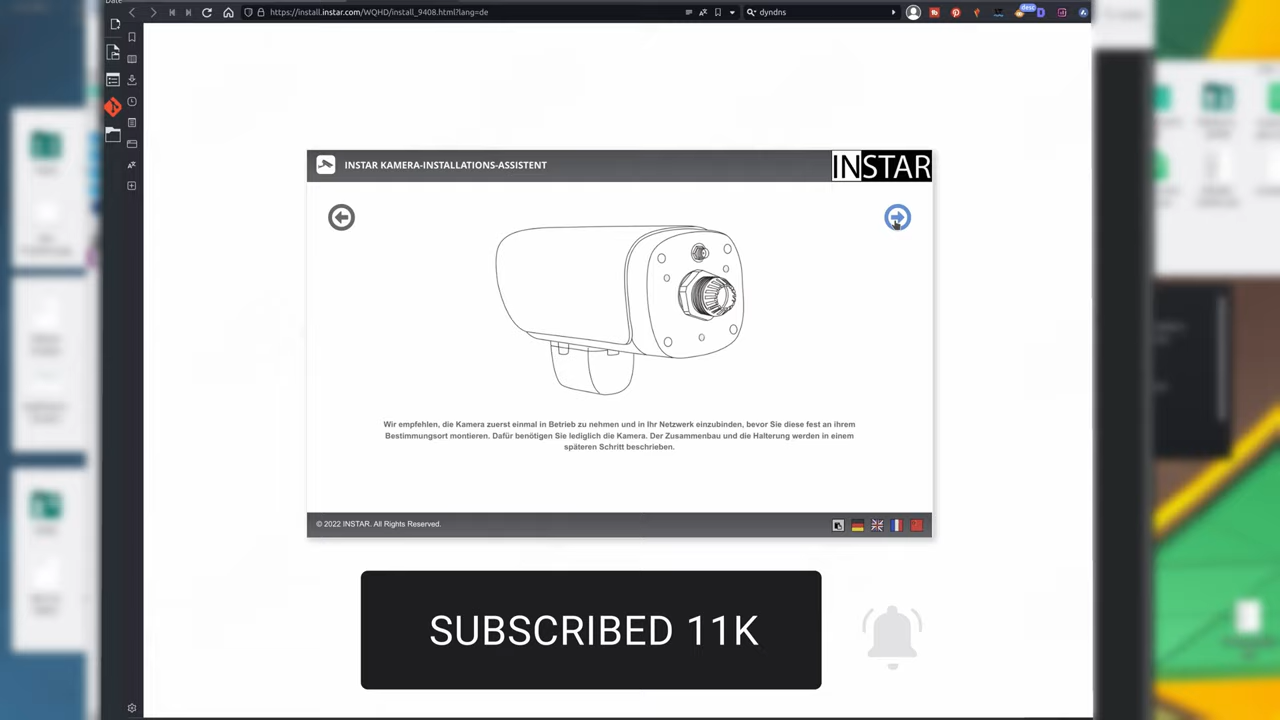 https://install.instar.com/WQHD/install_9408.html?lang=de
dyndns
desc
INSTAR KAMERA-INSTALLATIONS-ASSISTENT
INSTAR
Wir empfehlen, die Kamera zuerst einmal in Betrieb zu nehmen und in Ihr Netzwerk einzubinden, bevor Sie diese fest an ihrem
Bestimmungsort montieren. Dafür benötigen Sie lediglich die Kamera. Der Zusammenbau und die Halterung werden in einem
späteren Schritt beschrieben.
© 2022 INSTAR. All Rights Reserved.
SUBSCRIBED 11K